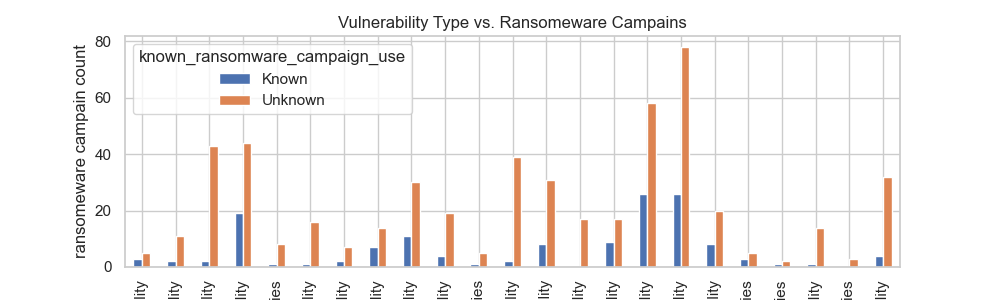 Vulnerability Type vs. Ransomeware Campains
ransomeware campain count
80
60
40
20
0
known_ransomware_campaign_use
Known
Unknown
lity
lity
lity
lity
ies
lity
lity
lity
lity
lity
ies
lity
lity
lity
lity
lity
lity
lity
ies
ies
lity
ies
lity